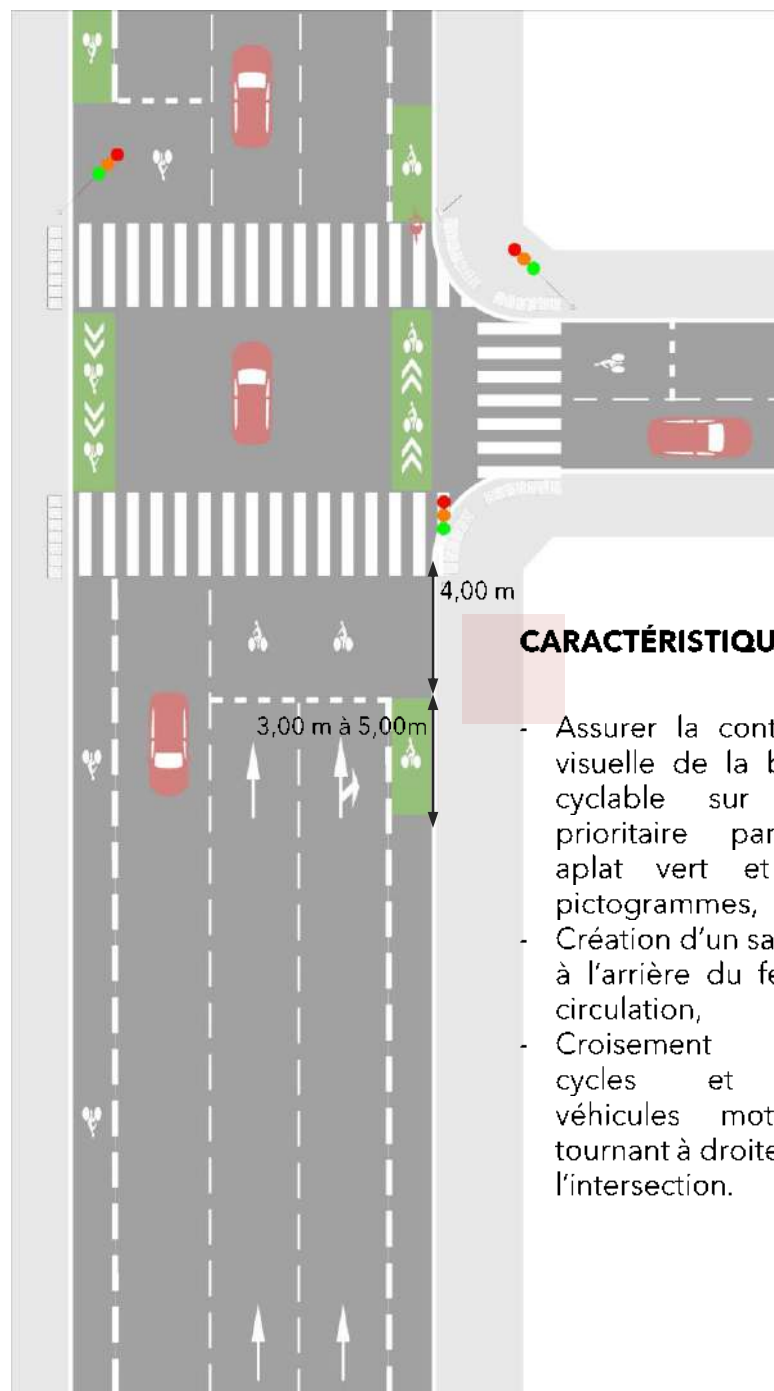 4,00 m
3,00 m à 5,00m
CARACTÉRISTIQU
- Assurer la cont
visuelle de la b
cyclable sur
prioritaire par
aplat vert et
pictogrammes,
- Création d'un sa
à l'arrière du fe
circulation,
- Croisement
cycles et
véhicules mot
tournant à droite
l'intersection.